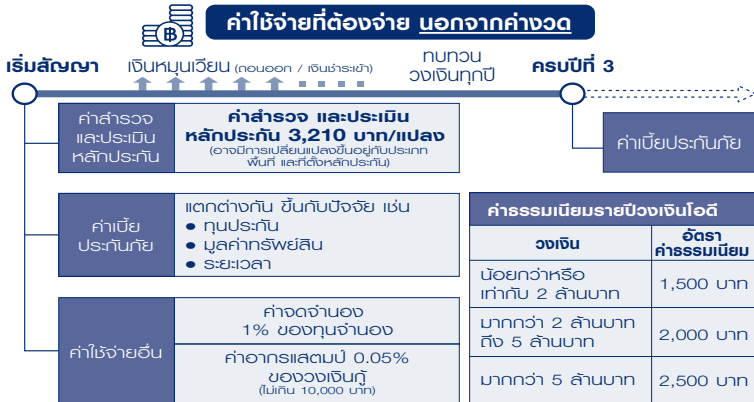 ค่าใช้จ่ายที่ต้องจ่าย นอกจากค่างวด
เริ่มสัญญา
เงินหมุนเวียน (ถอนออก / เงินชำระเข้า)
ทบทวน
วงเงินทุกปี
ครบปีที่ 3
ค่าสำรวจ
และประเมิน
หลักประกัน
ค่าสำรวจ และประเมิน
หลักประกัน 3,210 บาท/แปลง
(อาจมีการเปลี่ยนแปลงขึ้นอยู่กับประเภท
พื้นที่ และที่ตั้งหลักประกัน)
ค่าเบี้ยประกันภัย
ค่าเบี้ย
ประกันภัย
แตกต่างกัน ขึ้นกับปัจจัย เช่น
• ทุนประกัน
• มูลค่าทรัพย์สิน
• ระยะเวลา
ค่าใช้จ่ายอื่น
ค่าจดจำนอง
1% ของทุนจำนอง
ค่าอากรแสตมป์ 0.05%
ของวงเงินกู้
(ไม่เกิน 10,000 บาท)
ค่าธรรมเนียมรายปีวงเงินโอดี
วงเงิน
อัตรา
ค่าธรรมเนียม
น้อยกว่าหรือ
เท่ากับ 2 ล้านบาท
1,500 บาท
มากกว่า 2 ล้านบาท
ถึง 5 ล้านบาท
2,000 บาท
มากกว่า 5 ล้านบาท
2,500 บาท